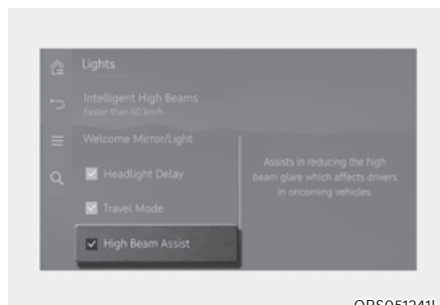 Lights
Intelligent High Beams
Faster than 60 km/h
Welcome Mirror/Light
Headlight Delay
Travel Mode
High Beam Assist
Assists in reducing the high
beam glare which affects drivers
in oncoming vehicles.